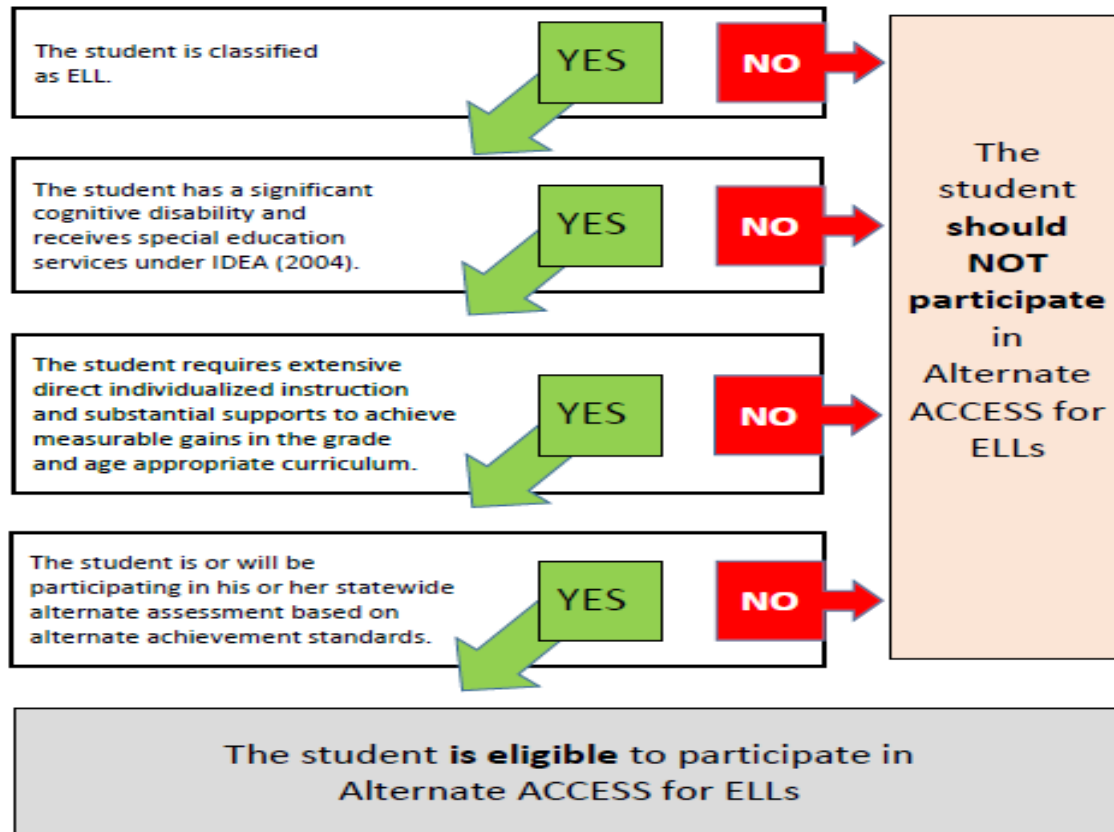 The student is classified
as ELL.
YES
NO
The student has a significant
cognitive disability and
receives special education
services under IDEA (2004).
YES
NO
The student requires extensive
direct individualized instruction
and substantial supports to achieve
measurable gains in the grade
and age appropriate curriculum.
YES
NO
The student is or will be
participating in his or her statewide
alternate assessment based on
alternate achievement standards.
YES
NO
The
student
should
NOT
participate
in
Alternate
ACCESS for
ELLs
The student is eligible to participate in
Alternate ACCESS for ELLs